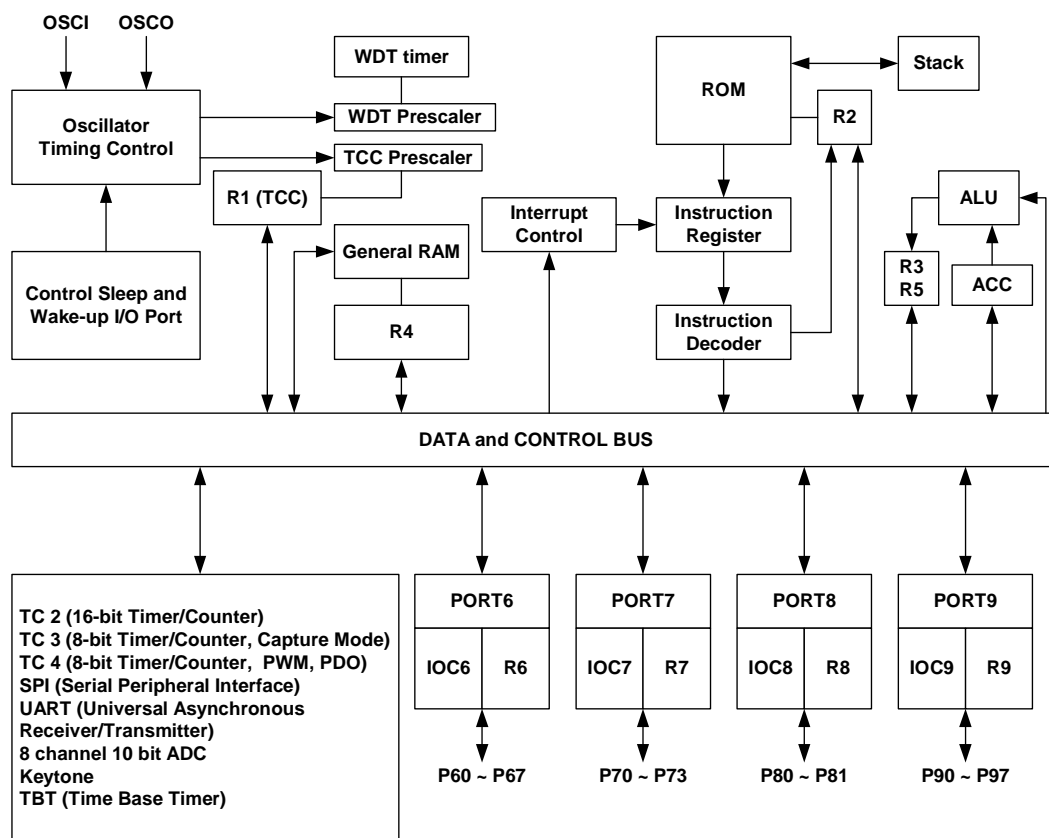 OSCI
OSCO
WDT timer
ROM
Stack
WDT Prescaler
R2
Oscillator
Timing Control
TCC Prescaler
R1 (TCC)
Interrupt
Control
Instruction
Register
ALU
General RAM
R3
R5
ACC
Control Sleep and
Wake-up I/O Port
R4
Instruction
Decoder
DATA and CONTROL BUS
TC 2 (16-bit Timer/Counter)
TC 3 (8-bit Timer/Counter, Capture Mode)
TC 4 (8-bit Timer/Counter, PWM, PDO)
SPI (Serial Peripheral Interface)
UART (Universal Asynchronous
Receiver/Transmitter)
8 channel 10 bit ADC
Keytone
TBT (Time Base Timer)
PORT6
IOC6
R6
P60 ~ P67
PORT7
IOC7
R7
P70 ~ P73
PORT8
IOC8
R8
P80 ~ P81
PORT9
IOC9
R9
P90 ~ P97